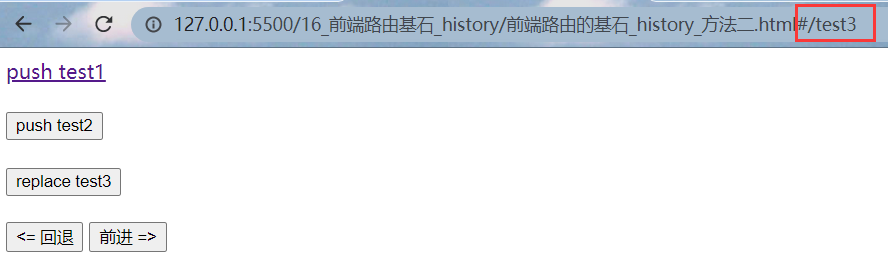 127.0.0.1:5500/16_前端路由基石_history/前端路由的基石_history_方法二.html#/test3
push test1
push test2
replace test3
<= 回退 前进 =>